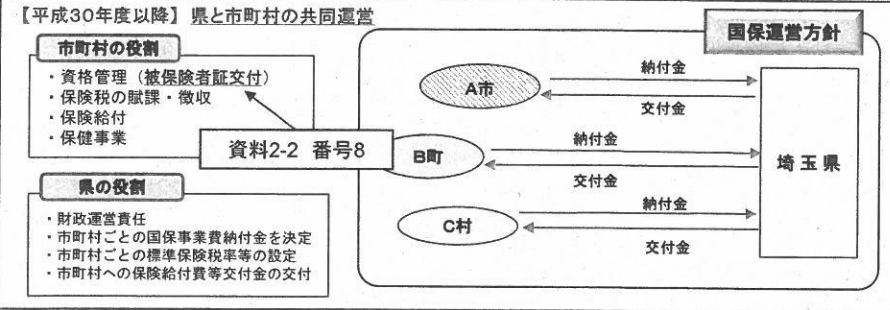 【平成30年度以降】県と市町村の共同運営
市町村の役割
・資格管理（被保険者証交付）
・保険税の賦課・徴収
・保険給付
・保健事業
資料2-2 番号8
県の役割
・財政運営責任
・市町村ごとの国保事業費納付金を決定
・市町村ごとの標準保険税率等の設定
・市町村への保険給付費等交付金の交付
国保運営方針
A市
納付金
交付金
B町
納付金
交付金
C村
納付金
交付金
埼玉県